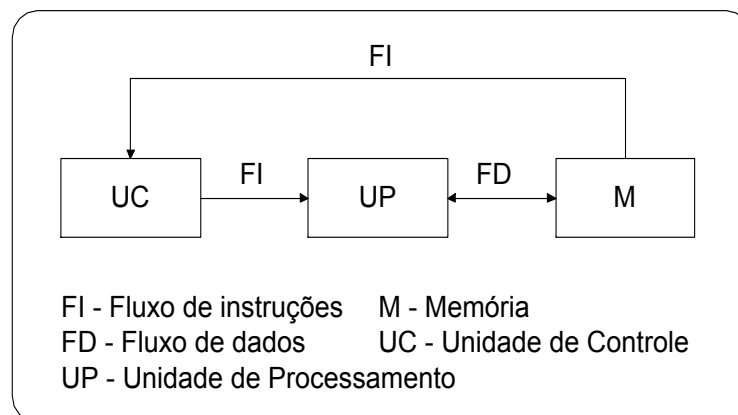 FI
UC
FI
UP
FD
M
FI - Fluxo de instruções M - Memória
FD - Fluxo de dados UC - Unidade de Controle
UP - Unidade de Processamento